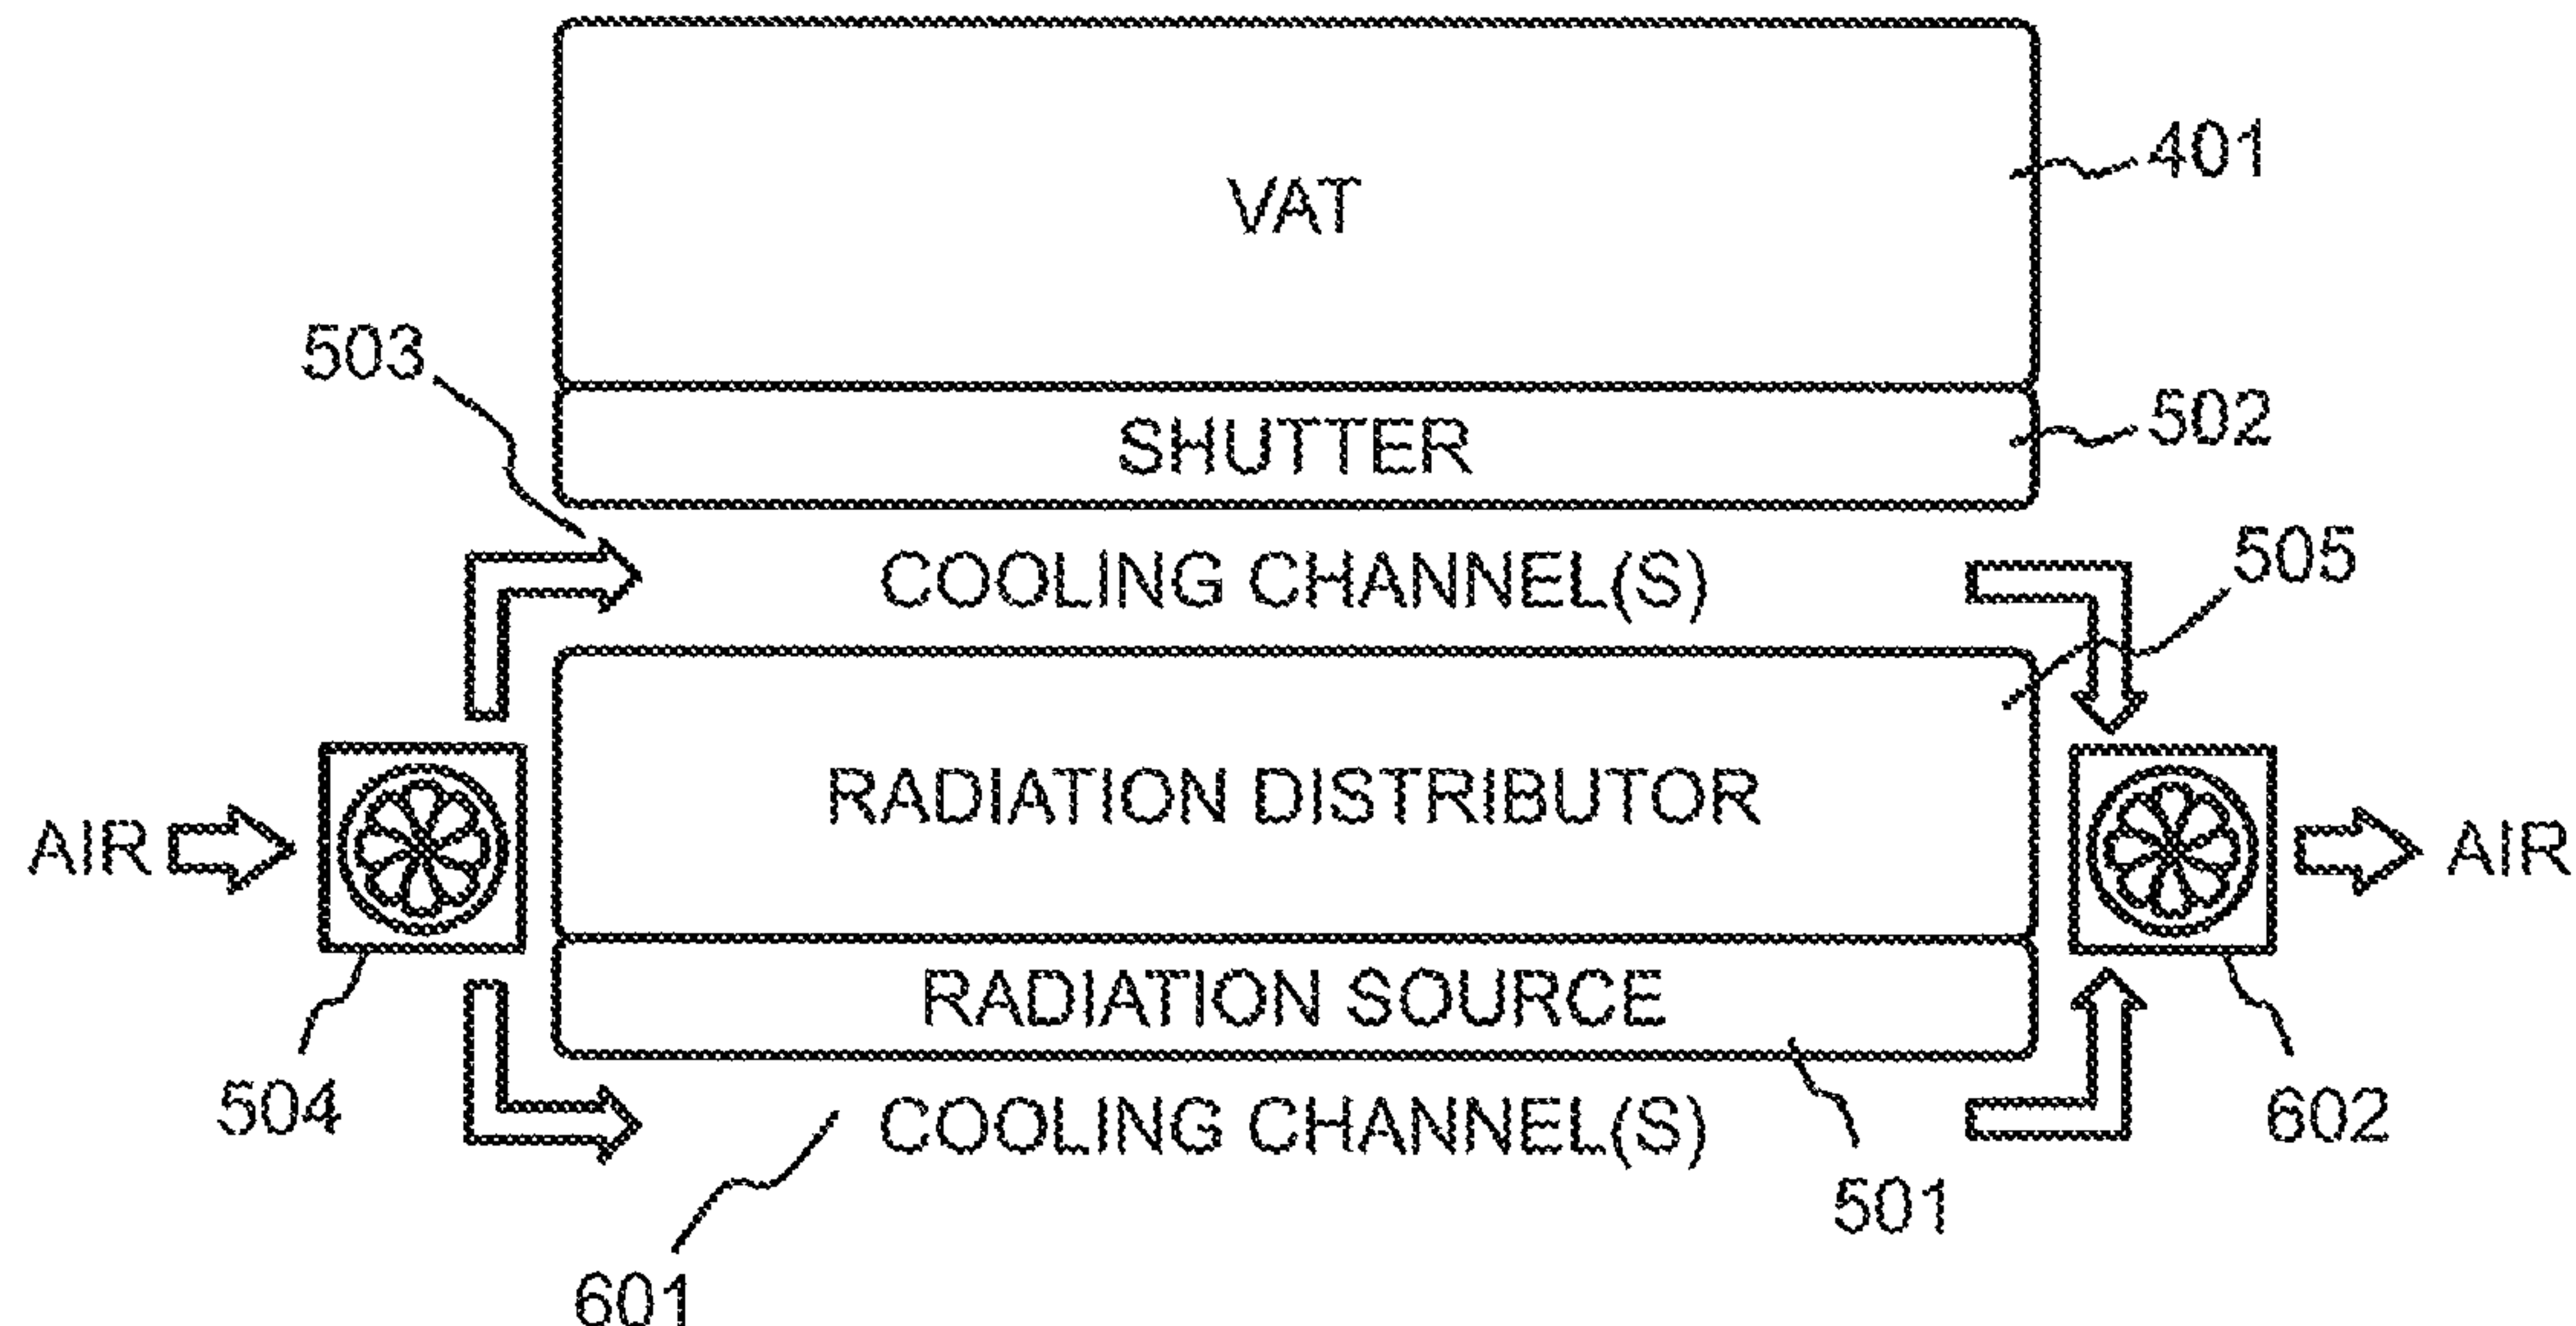 VAT
401
503
SHUTTER
502
COOLING CHANNEL(S)
505
RADIATION DISTRIBUTOR
AIR
AIR
RADIATION SOURCE
504
COOLING CHANNEL(S)
602
501
601